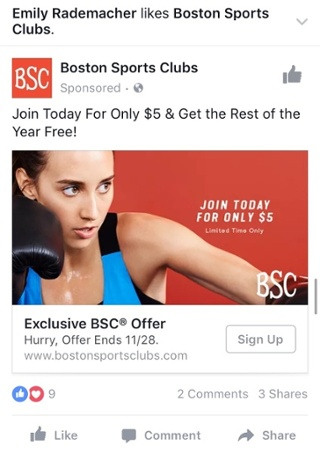 Emily Rademacher likes Boston Sports
Clubs.
BSC
Boston Sports Clubs
Sponsored ·
Join Today For Only $5 & Get the Rest of the
Year Free!
JOIN TODAY
FOR ONLY $5
Limited Time Only
BSC
Exclusive BSC® Offer
Hurry, Offer Ends 11/28.
www.bostonsportsclubs.com
Sign Up
9
2 Comments 3 Shares
Like Comment Share